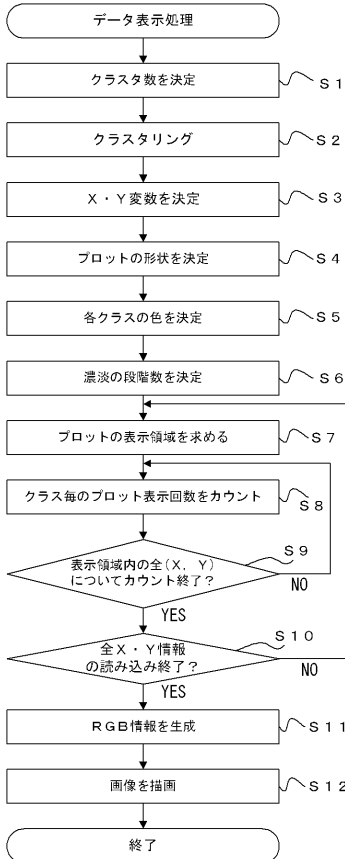 データ表示処理
クラスタ数を決定
S1
クラスタリング
S2
X・Y変数を決定
S3
プロットの形状を決定
S4
各クラスの色を決定
S5
濃淡の段階数を決定
S6
プロットの表示領域を求める
S7
クラス毎のプロット表示回数をカウント
S8
表示領域内の全(X,Y)
についてカウント終了?
S9
NO
YES
全X・Y情報
の読み込み終了?
S10
NO
YES
RGB情報を生成
S11
画像を描画
S12
終了